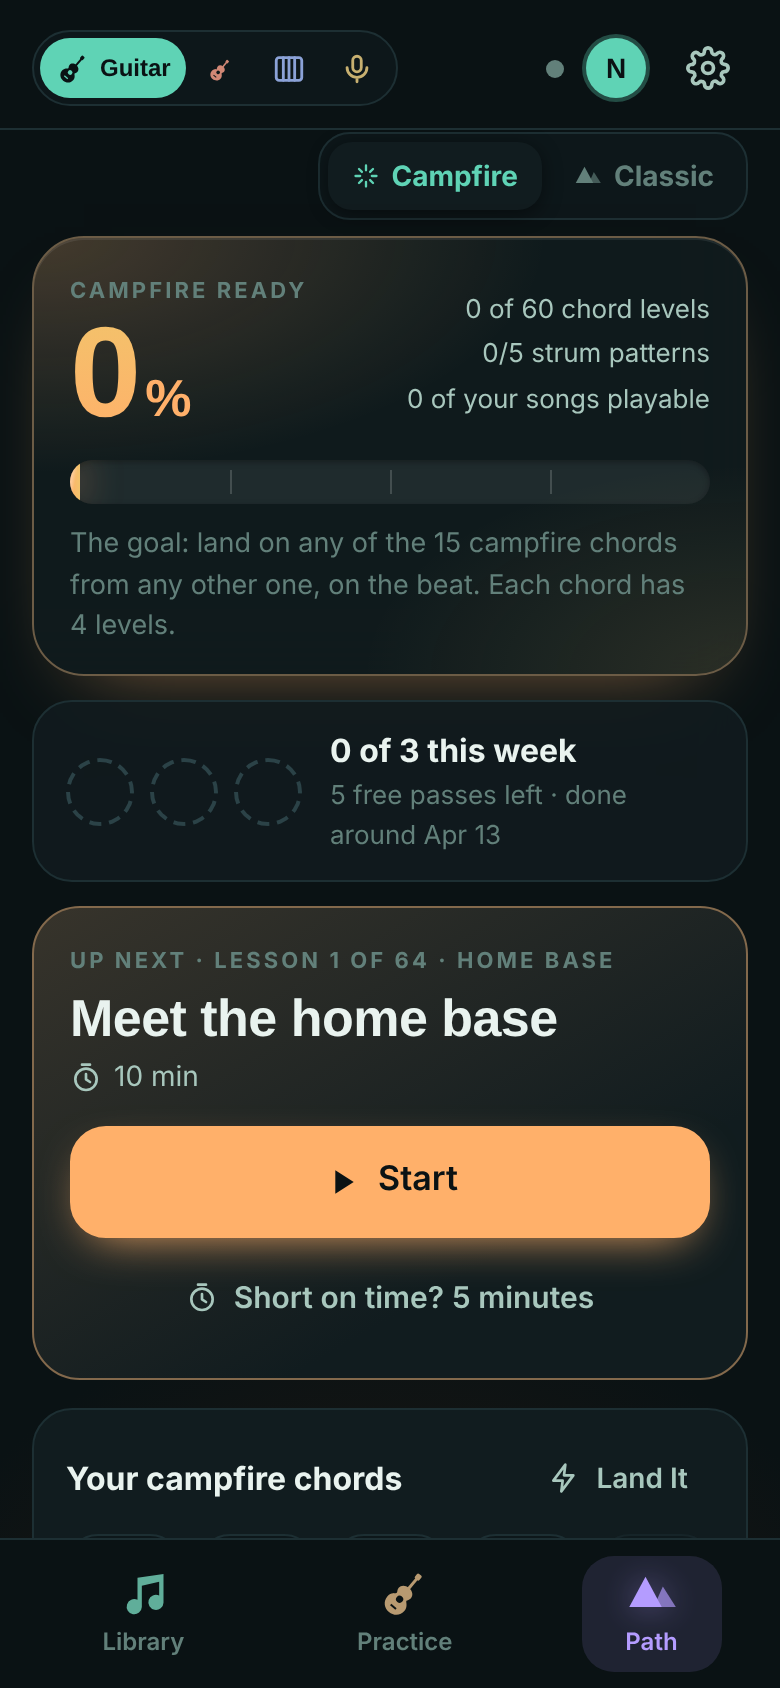 Guitar
N
Campfire
Classic
CAMPFIRE READY
0%
0 of 60 chord levels
0/5 strum patterns
0 of your songs playable
The goal: land on any of the 15 campfire chords
from any other one, on the beat. Each chord has
4 levels.
0 of 3 this week
5 free passes left · done
around Apr 13
UP NEXT · LESSON 1 OF 64 · HOME BASE
Meet the home base
10 min
Start
Short on time? 5 minutes
Your campfire chords
Land It
Library
Practice
Path